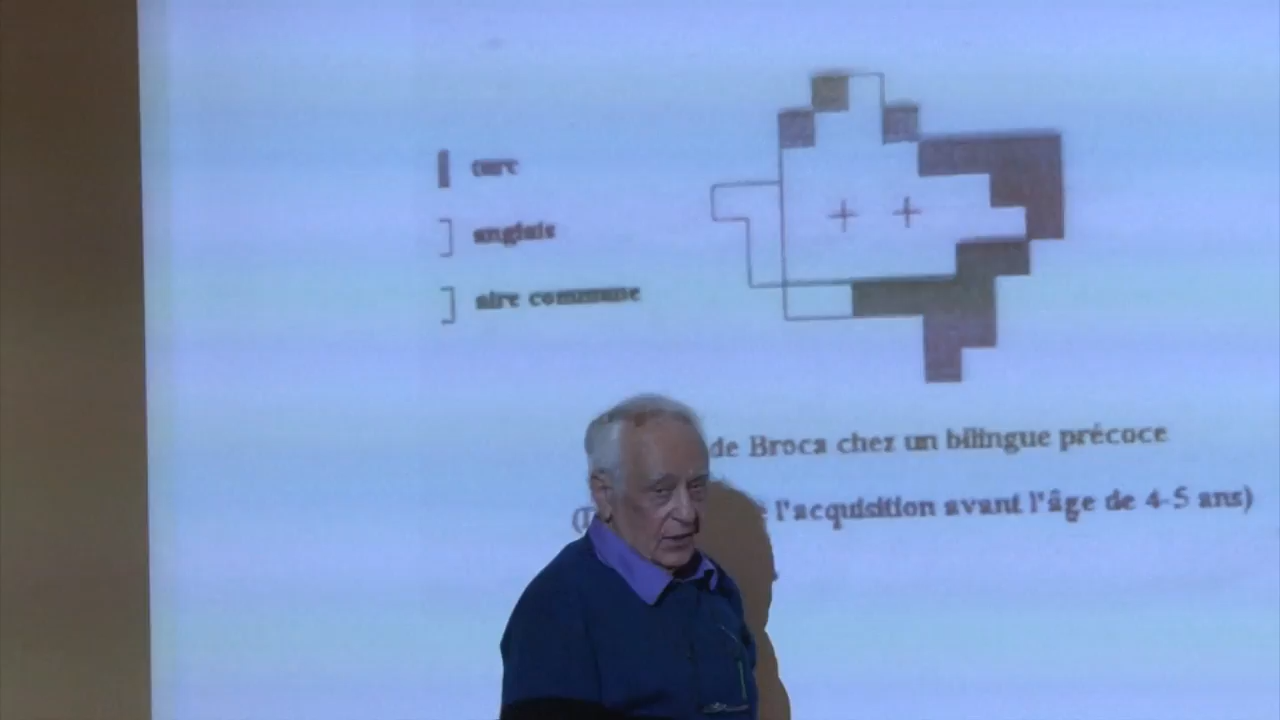 turc
anglais
aire commune
de Broca chez un bilingue précoce
l'acquisition avant l'âge de 4-5 ans)